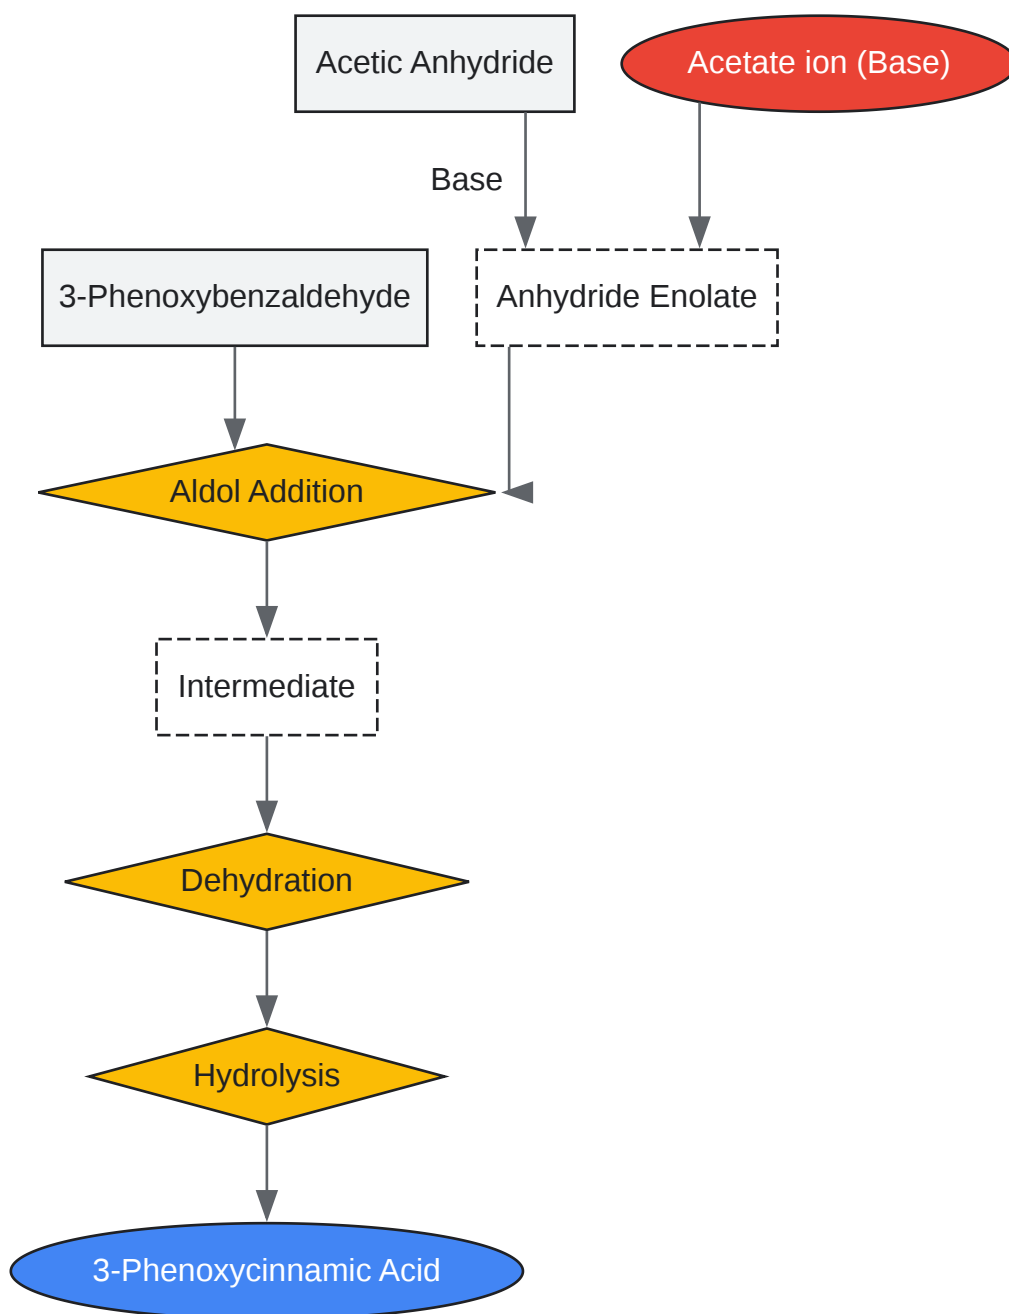 Acetic Anhydride
Acetate ion (Base)
Base
3-Phenoxybenzaldehyde
Anhydride Enolate
Aldol Addition
Intermediate
Dehydration
Hydrolysis
3-Phenoxycinnamic Acid